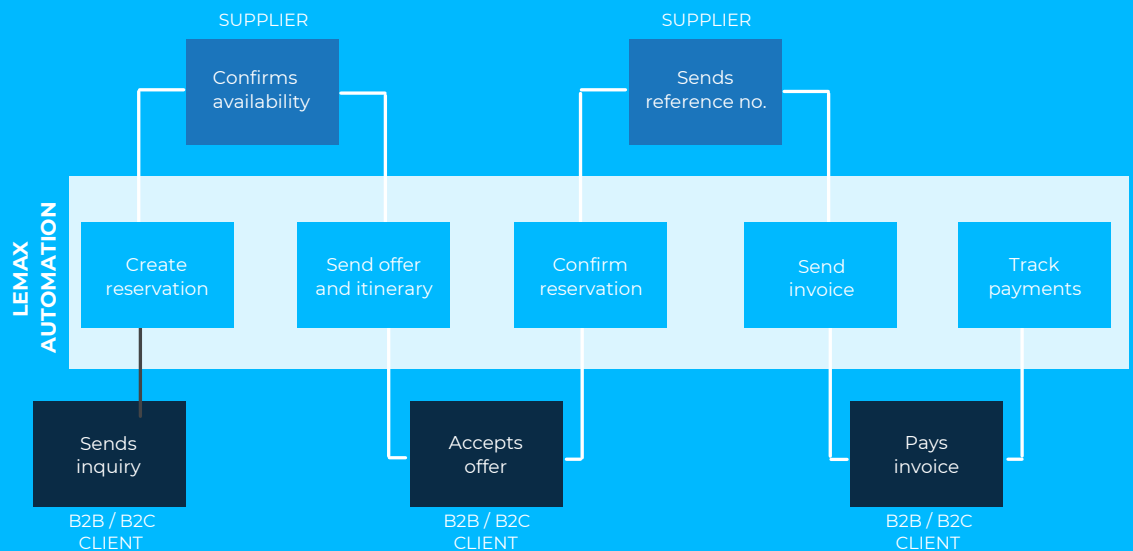 SUPPLIER
Confirms
availability
SUPPLIER
Sends
reference no.
LEMAX
AUTOMATION
Create
reservation
Send offer
and itinerary
Confirm
reservation
Send
invoice
Track
payments
Sends
inquiry
B2B / B2C
CLIENT
Accepts
offer
B2B / B2C
CLIENT
Pays
invoice
B2B / B2C
CLIENT